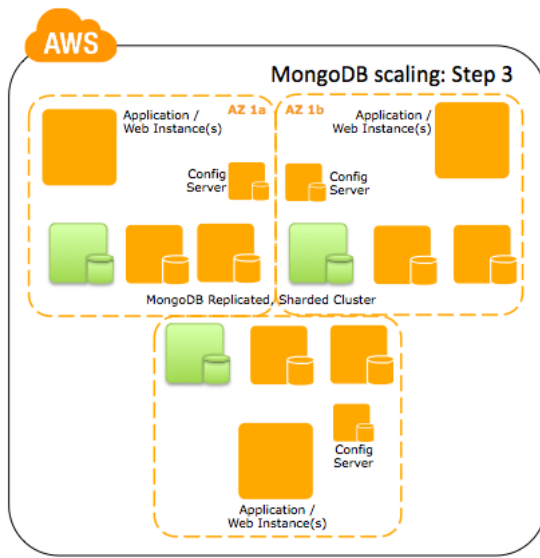 AWS
MongoDB scaling: Step 3
Application /
Web Instance(s)
AZ 1a
AZ 1b
Application /
Web Instance(s)
Config
Server
Config
Server
MongoDB Replicated, Sharded Cluster
Config
Server
Application /
Web Instance(s)